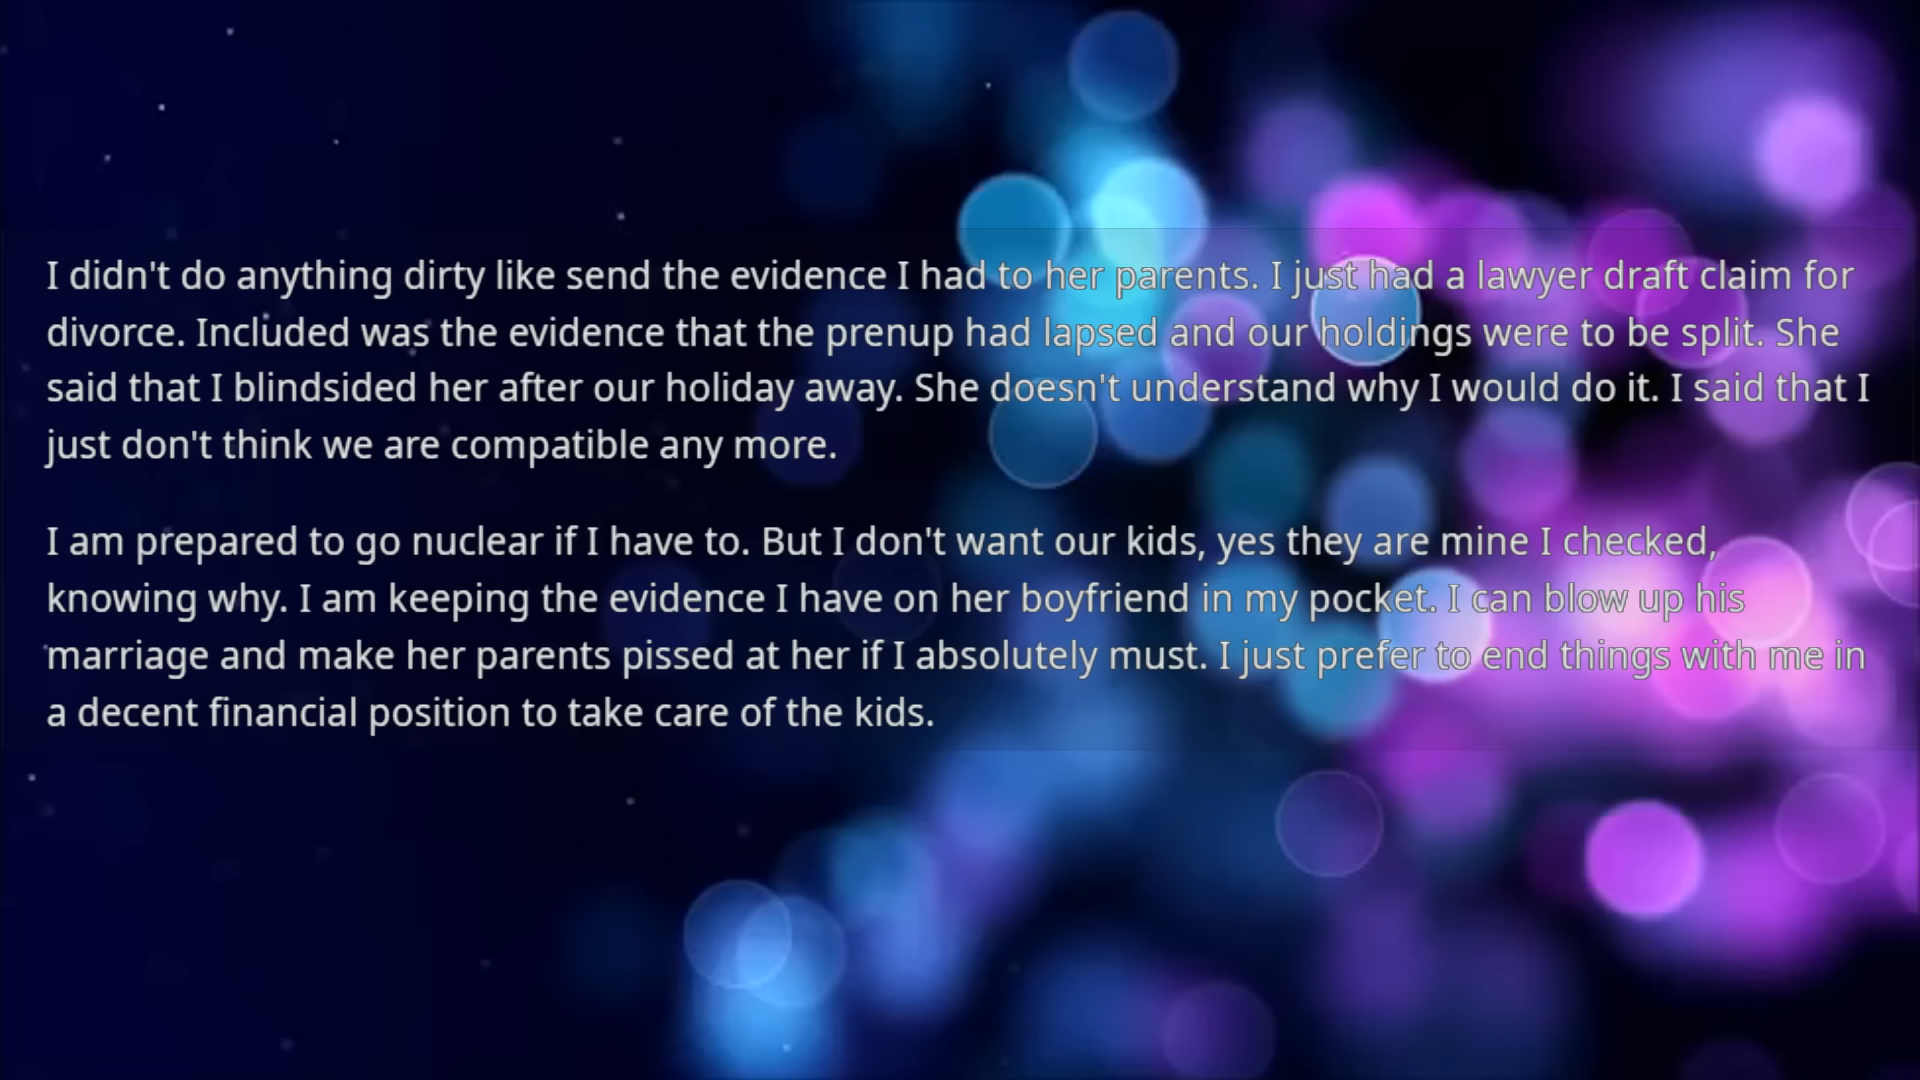 I didn't do anything dirty like send the evidence I had to her parents. I just had a lawyer draft claim for
divorce. Included was the evidence that the prenup had lapsed and our holdings were to be split. She
said that I blindsided her after our holiday away. She doesn't understand why I would do it. I said that I
just don't think we are compatible any more.
I am prepared to go nuclear if I have to. But I don't want our kids, yes they are mine I checked,
knowing why. I am keeping the evidence I have on her boyfriend in my pocket. I can blow up his
marriage and make her parents pissed at her if I absolutely must. I just prefer to end things with me in
a decent financial position to take care of the kids.